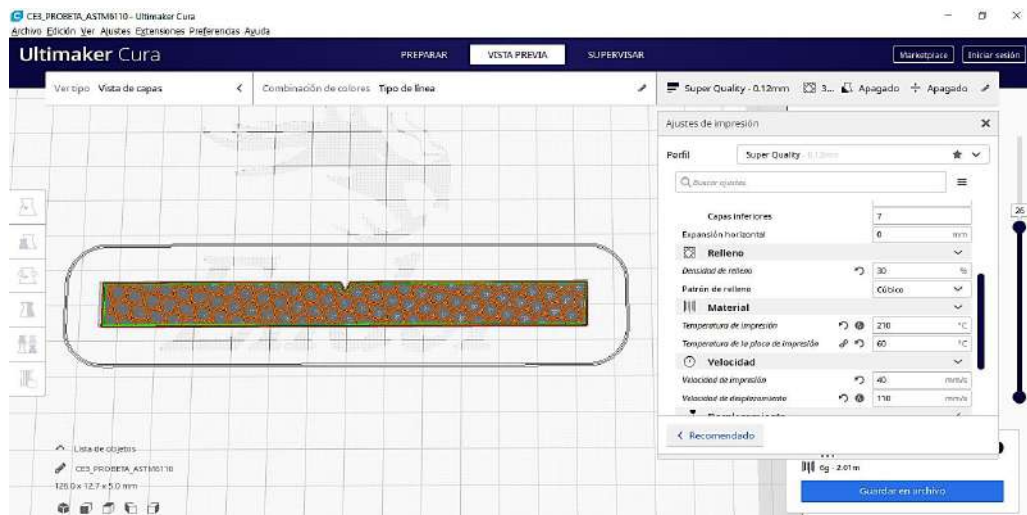 CE3_PROBETA_ASTM6110 - Ultimaker Cura
Archivo Edición Ver Ajustes Extensiones Preferencias Ayuda
Ultimaker Cura
PREPARAR
VISTA PREVIA
SUPERVISAR
Marketplace
Iniciar sesión
Ver tipo Vista de capas
Combinación de colores Tipo de línea
Super Quality - 0.12mm
3... Apagado Apagado
Ajustes de impresión
Perfil
Super Quality - 0.12mm
Buscar ajustes
Capas inferiores 7
Expansión horizontal 0 mm
Relleno
Densidad de relleno 30 %
Patrón de relleno Cúbico
Material
Temperatura de impresión 210 °C
Temperatura de la placa de impresión 60 °C
Velocidad
Velocidad de impresión 40 mm/s
Velocidad de desplazamiento 110 mm/s
Desplazamiento
Recomendado
26
Lista de objetos
CE3_PROBETA_ASTM6110
126.0 x 12.7 x 5.0 mm
6g - 2.01m
Guardar en archivo